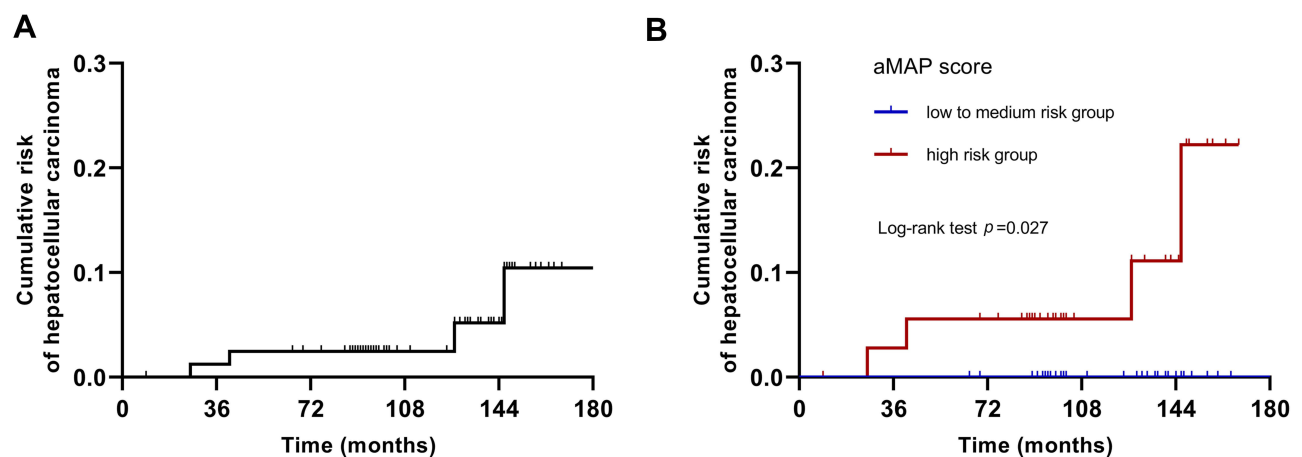 A
Cumulative risk
of hepatocellular carcinoma
0.3
0.2
0.1
0.0
0 36 72 108 144 180
Time (months)
B
Cumulative risk
of hepatocellular carcinoma
0.3
0.2
0.1
0.0
aMAP score
low to medium risk group
high risk group
Log-rank test p=0.027
0 36 72 108 144 180
Time (months)